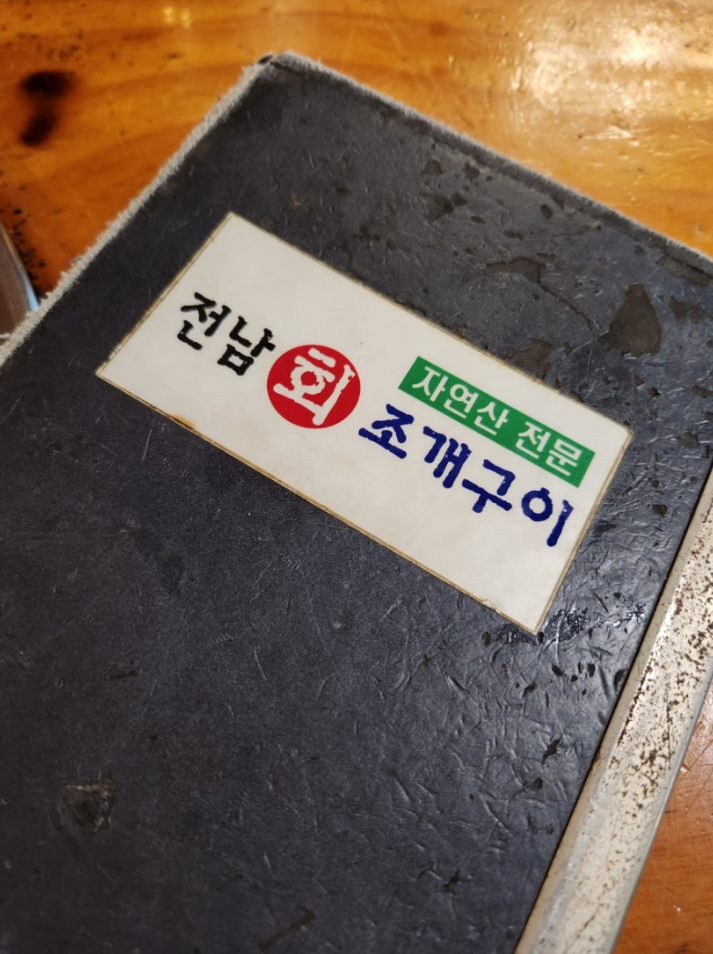 전남 회 조개구이
자연산 전문